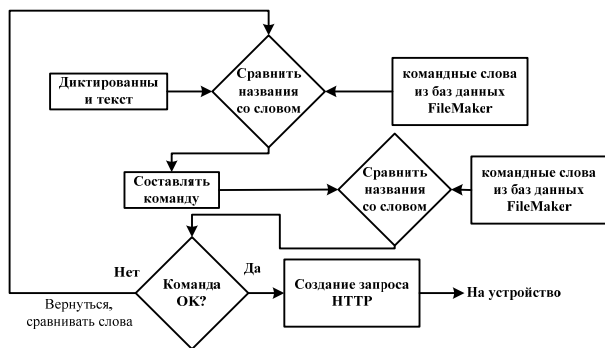 Диктированны
и текст
Сравнить
названия
со словом
командные слова
из баз данных
FileMaker
Составлять
команду
Сравнить
названия
со словом
командные слова
из баз данных
FileMaker
Нет
Вернуться,
сравнивать слова
Команда
OK?
Да
Создание запроса
HTTP
На устройство